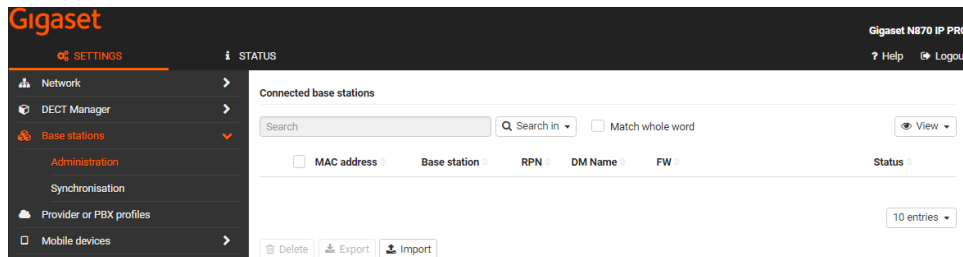 Gigaset
Gigaset N870 IP PRO
SETTINGS
STATUS
? Help
Logou
Network
DECT Manager
Base stations
Administration
Synchronisation
Provider or PBX profiles
Mobile devices
Connected base stations
Search
Search in
Match whole word
View
MAC address Base station RPN DM Name FW Status
10 entries
Delete Export Import